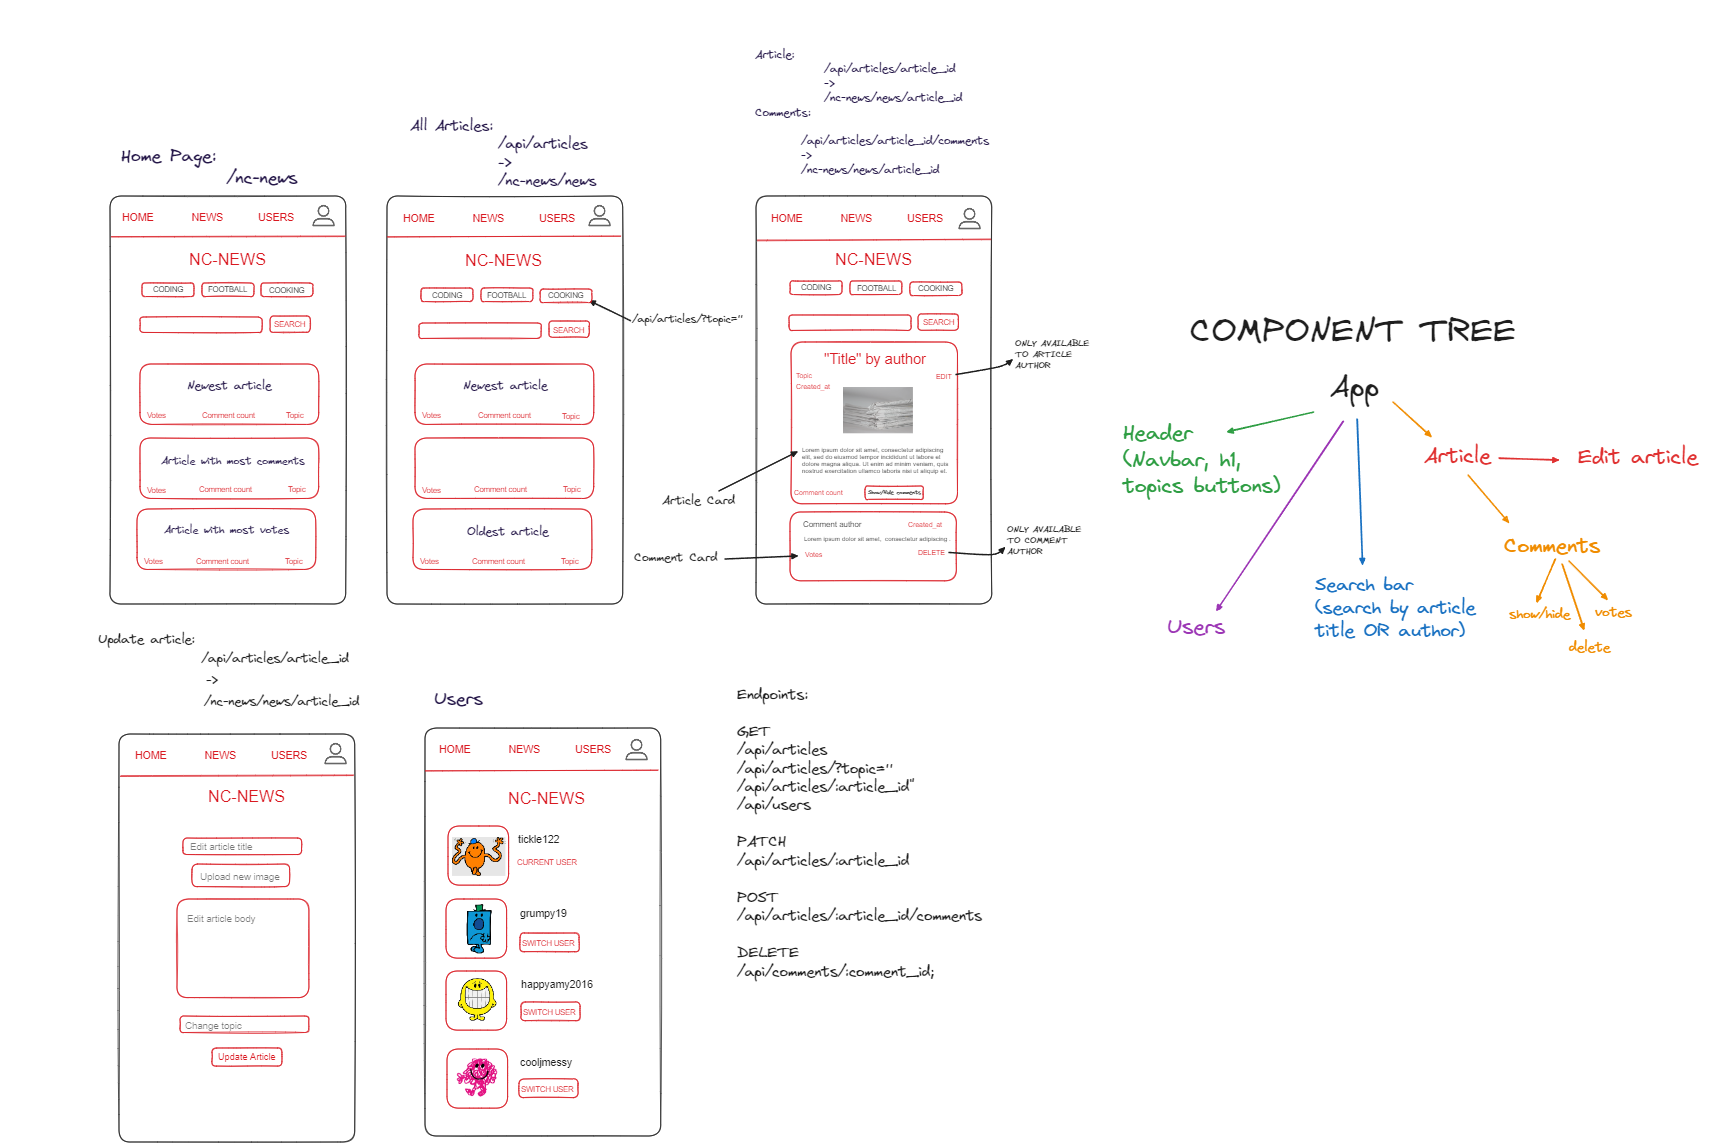 Home Page:
/nc-news
HOME NEWS USERS
NC-NEWS
CODING FOOTBALL COOKING
SEARCH
Newest article
Votes Comment count Topic
Article with most comments
Votes Comment count Topic
Article with most votes
Votes Comment count Topic
All Articles:
/api/articles
->
/nc-news/news
HOME NEWS USERS
NC-NEWS
CODING FOOTBALL COOKING
/api/articles/?topic=''
SEARCH
Newest article
Votes Comment count Topic
Votes Comment count Topic
Oldest article
Votes Comment count Topic
Article:
/api/articles/article_id
->
/nc-news/news/article_id
Comments:
/api/articles/article_id/comments
->
/nc-news/news/article_id
HOME NEWS USERS
NC-NEWS
CODING FOOTBALL COOKING
SEARCH
"Title" by author
Topic EDIT
Created_at
ONLY AVAILABLE
TO ARTICLE
AUTHOR
Lorem ipsum dolor sit amet, consectetur adipiscing
elit, sed do eiusmod tempor incididunt ut labore et
dolore magna aliqua. Ut enim ad minim veniam, quis
nostrud exercitation ullamco laboris nisi ut aliquip et.
Comment count Show/Hide comments
Article Card
Comment author Created_at
Lorem ipsum dolor sit amet, consectetur adipiscing .
Votes DELETE
Comment Card
ONLY AVAILABLE
TO COMMENT
AUTHOR
COMPONENT TREE
App
Header
(Navbar, h1,
topics buttons)
Article
Edit article
Comments
show/hide
votes
delete
Search bar
(search by article
title OR author)
Users
Update article:
/api/articles/article_id
->
/nc-news/news/article_id
HOME NEWS USERS
NC-NEWS
Edit article title
Upload new image
Edit article body
Change topic
Update Article
Users
HOME NEWS USERS
NC-NEWS
tickle122
CURRENT USER
grumpy19
SWITCH USER
happyamy2016
SWITCH USER
cooljmessy
SWITCH USER
Endpoints:
GET
/api/articles
/api/articles/?topic=''
/api/articles/:article_id"
/api/users
PATCH
/api/articles/:article_id
POST
/api/articles/:article_id/comments
DELETE
/api/comments/:comment_id;